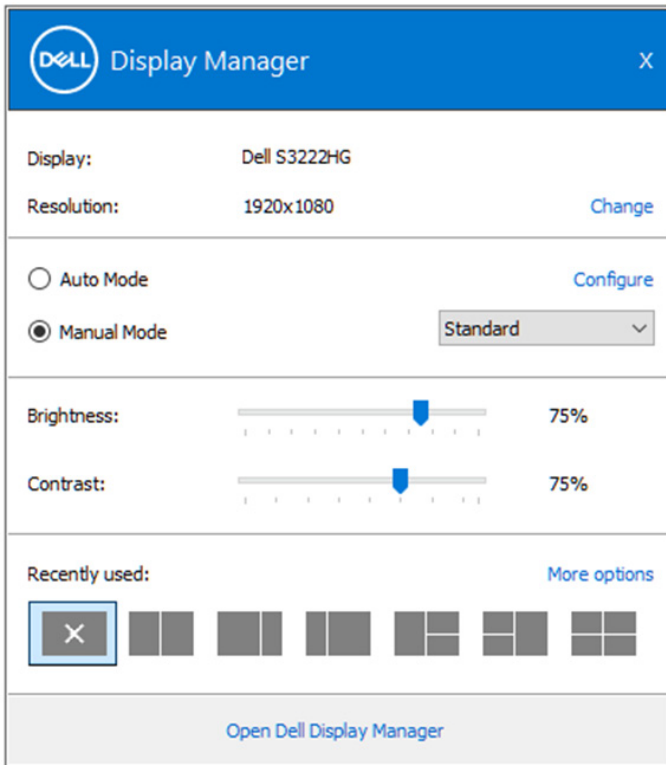 DELL Display Manager X
Display: Dell S3222HG
Resolution: 1920x1080 Change
Auto Mode Configure
Manual Mode Standard
Brightness: 75%
Contrast: 75%
Recently used: More options
Open Dell Display Manager